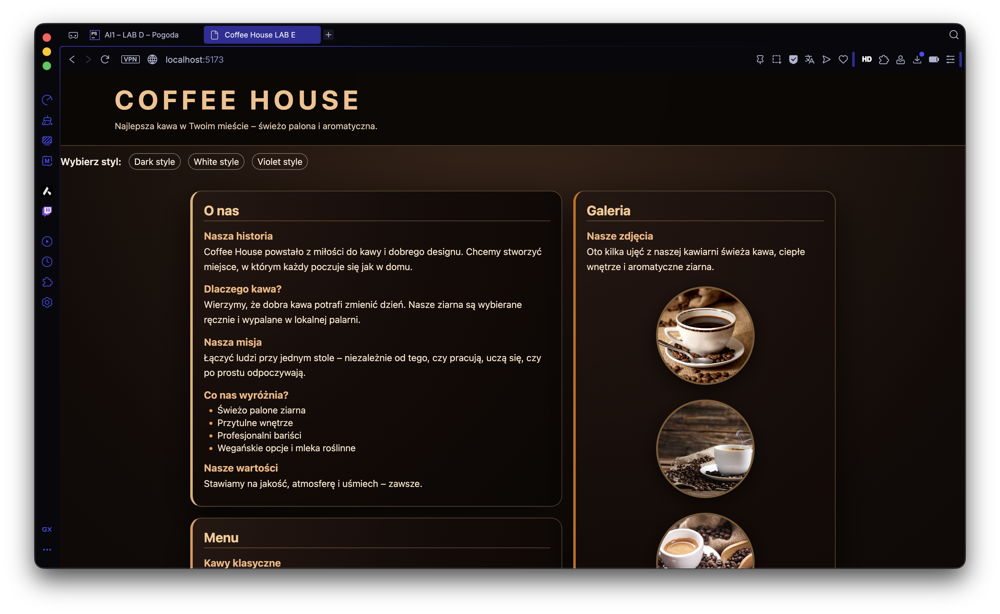 PS
AI1 – LAB D – Pogoda
Coffee House LAB E
VPN
localhost:5173
HD
M
GX
COFFEE HOUSE
Najlepsza kawa w Twoim mieście – świeżo palona i aromatyczna.
Wybierz styl:
Dark style
White style
Violet style
O nas
Nasza historia
Coffee House powstało z miłości do kawy i dobrego designu. Chcemy stworzyć
miejsce, w którym każdy poczuje się jak w domu.
Dlaczego kawa?
Wierzymy, że dobra kawa potrafi zmienić dzień. Nasze ziarna są wybierane
ręcznie i wypalane w lokalnej palarni.
Nasza misja
Łączyć ludzi przy jednym stole – niezależnie od tego, czy pracują, uczą się, czy
po prostu odpoczywają.
Co nas wyróżnia?
Świeżo palone ziarna
Przytulne wnętrze
Profesjonalni bariści
Wegańskie opcje i mleka roślinne
Nasze wartości
Stawiamy na jakość, atmosferę i uśmiech – zawsze.
Menu
Kawy klasyczne
Galeria
Nasze zdjęcia
Oto kilka ujęć z naszej kawiarni świeża kawa, ciepłe
wnętrze i aromatyczne ziarna.